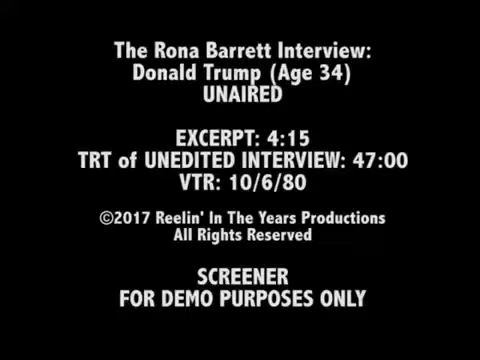 The Rona Barrett Interview:
Donald Trump (Age 34)
UNAIRED
EXCERPT: 4:15
TRT of UNEDITED INTERVIEW: 47:00
VTR: 10/6/80
©2017 Reelin' In The Years Productions
All Rights Reserved
SCREENER
FOR DEMO PURPOSES ONLY